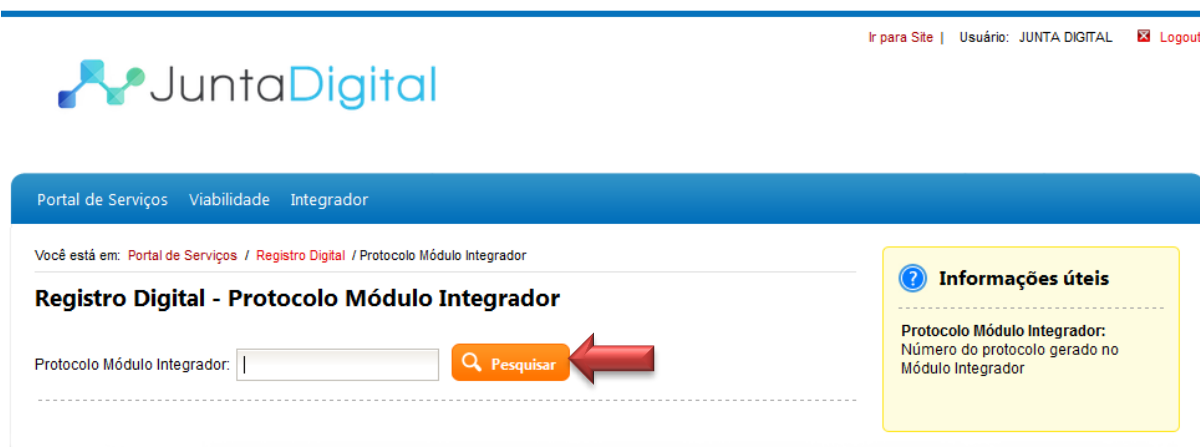 Ir para Site | Usuário: JUNTA DIGITAL Logout
JuntaDigital
Portal de Serviços Viabilidade Integrador
Você está em: Portal de Serviços / Registro Digital / Protocolo Módulo Integrador
Registro Digital - Protocolo Módulo Integrador
Protocolo Módulo Integrador: Pesquisar
? Informações úteis
Protocolo Módulo Integrador:
Número do protocolo gerado no
Módulo Integrador